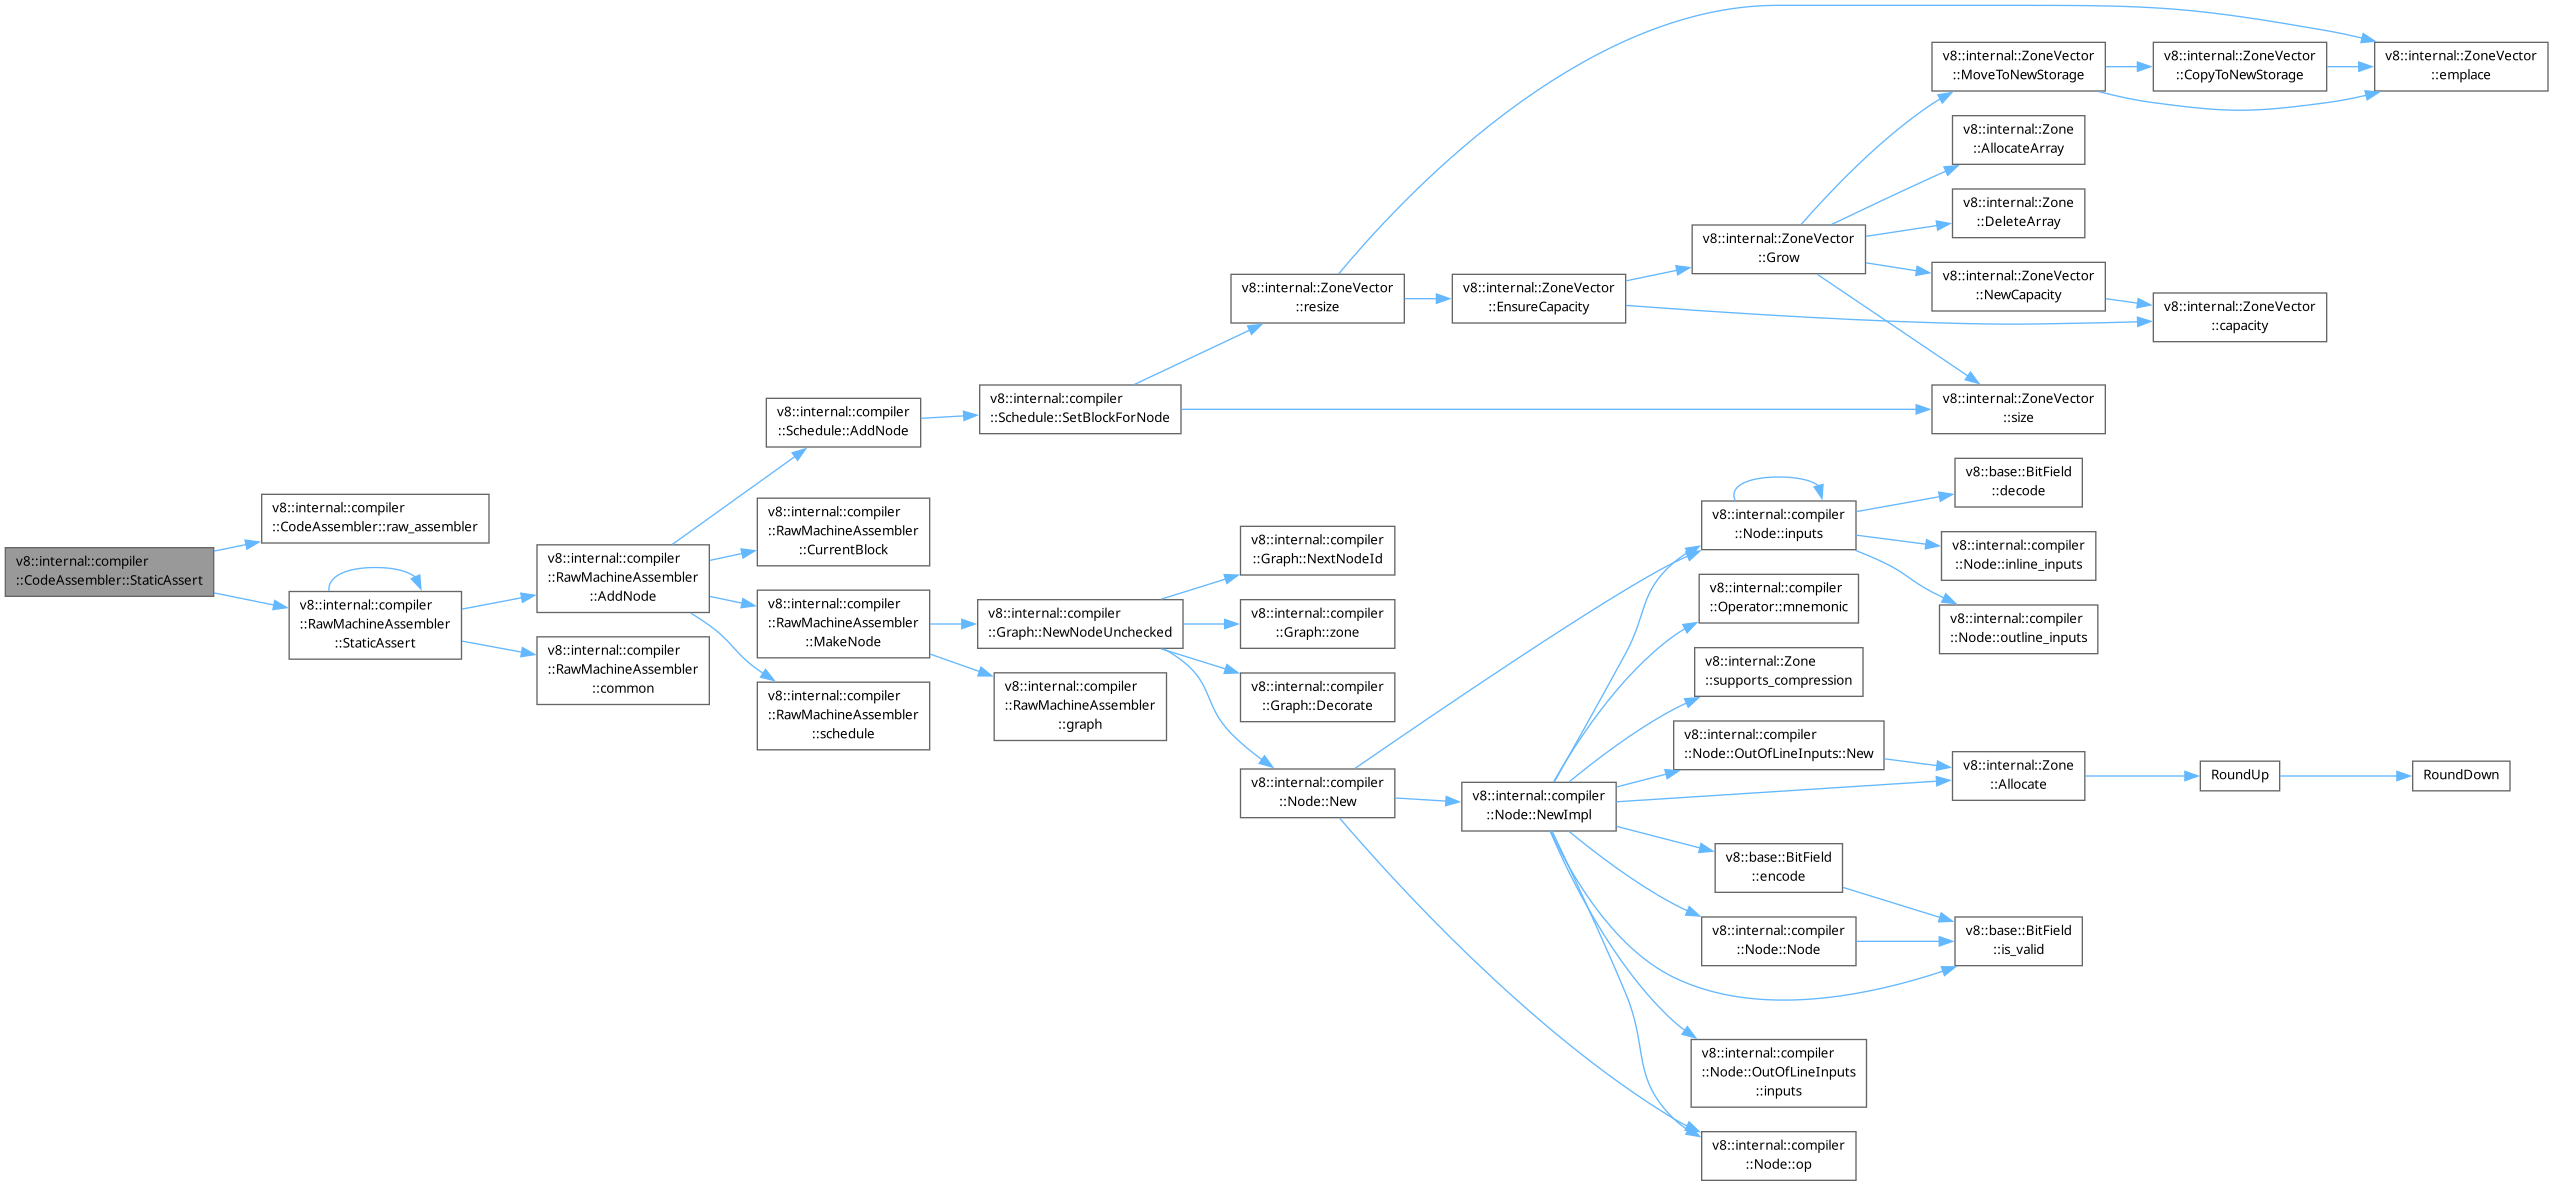 v8::internal::compiler
::CodeAssembler::StaticAssert
v8::internal::compiler
::CodeAssembler::raw_assembler
v8::internal::compiler
::RawMachineAssembler
::StaticAssert
v8::internal::compiler
::RawMachineAssembler
::AddNode
v8::internal::compiler
::RawMachineAssembler
::common
v8::internal::compiler
::Schedule::AddNode
v8::internal::compiler
::RawMachineAssembler
::CurrentBlock
v8::internal::compiler
::RawMachineAssembler
::MakeNode
v8::internal::compiler
::RawMachineAssembler
::schedule
v8::internal::compiler
::Schedule::SetBlockForNode
v8::internal::compiler
::Graph::NewNodeUnchecked
v8::internal::compiler
::RawMachineAssembler
::graph
v8::internal::ZoneVector
::resize
v8::internal::compiler
::Graph::NextNodeId
v8::internal::compiler
::Graph::zone
v8::internal::compiler
::Graph::Decorate
v8::internal::compiler
::Node::New
v8::internal::ZoneVector
::EnsureCapacity
v8::internal::compiler
::Node::NewImpl
v8::internal::ZoneVector
::Grow
v8::internal::compiler
::Node::inputs
v8::internal::compiler
::Operator::mnemonic
v8::internal::Zone
::supports_compression
v8::internal::compiler
::Node::OutOfLineInputs::New
v8::base::BitField
::encode
v8::internal::compiler
::Node::Node
v8::internal::compiler
::Node::OutOfLineInputs
::inputs
v8::internal::compiler
::Node::op
v8::internal::ZoneVector
::MoveToNewStorage
v8::internal::Zone
::AllocateArray
v8::internal::Zone
::DeleteArray
v8::internal::ZoneVector
::NewCapacity
v8::internal::ZoneVector
::size
v8::base::BitField
::decode
v8::internal::compiler
::Node::inline_inputs
v8::internal::compiler
::Node::outline_inputs
v8::internal::Zone
::Allocate
v8::base::BitField
::is_valid
v8::internal::ZoneVector
::CopyToNewStorage
v8::internal::ZoneVector
::capacity
RoundUp
v8::internal::ZoneVector
::emplace
RoundDown